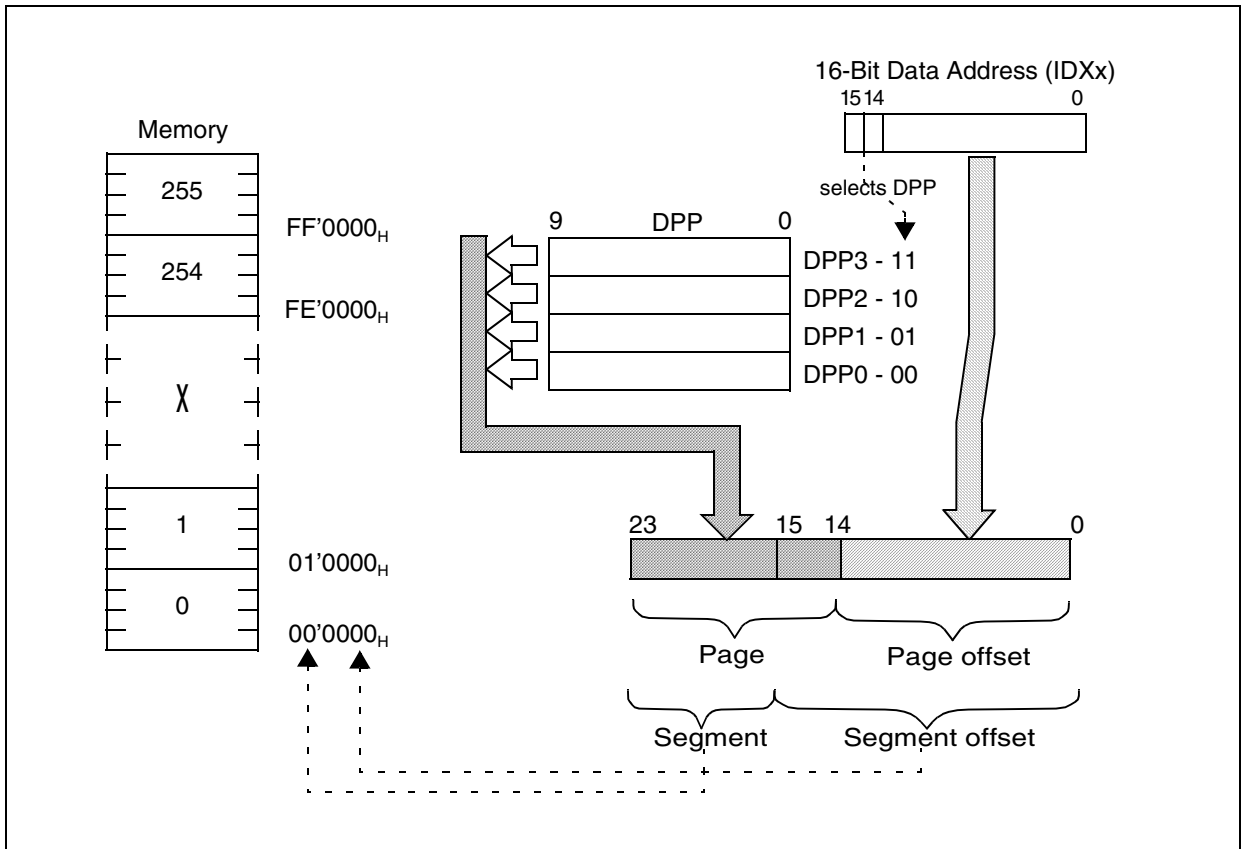 16-Bit Data Address (IDXx)
15 14 0
Memory
255
selects DPP
9 DPP 0
FF'0000H
DPP3 - 11
254
DPP2 - 10
FE'0000H
DPP1 - 01
DPP0 - 00
X
1
23 15 14 0
01'0000H
0
00'0000H
Page Page offset
Segment Segment offset